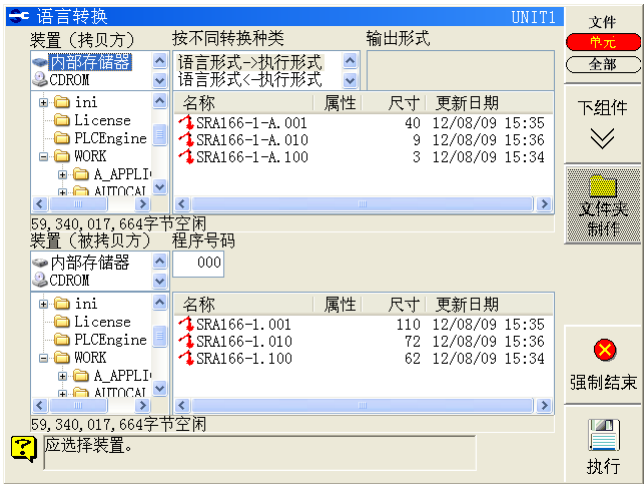 语言转换 UNIT1
装置（拷贝方） 按不同转换种类 输出形式
内部存储器
CDROM
语言形式->执行形式
语言形式<-执行形式
ini
License
PLCEngine
WORK
A_APPLI
AUTOCAL
名称 属性 尺寸 更新日期
SRA166-1-A.001 40 12/08/09 15:35
SRA166-1-A.010 9 12/08/09 15:36
SRA166-1-A.100 3 12/08/09 15:34
59,340,017,664字节空闲
装置（被拷贝方） 程序号码
内部存储器
CDROM
000
ini
License
PLCEngine
WORK
A_APPLI
AUTOCAL
名称 属性 尺寸 更新日期
SRA166-1.001 110 12/08/09 15:35
SRA166-1.010 72 12/08/09 15:36
SRA166-1.100 62 12/08/09 15:34
59,340,017,664字节空闲
应选择装置。
文件
单元
全部
下组件
文件夹
制作
强制结束
执行